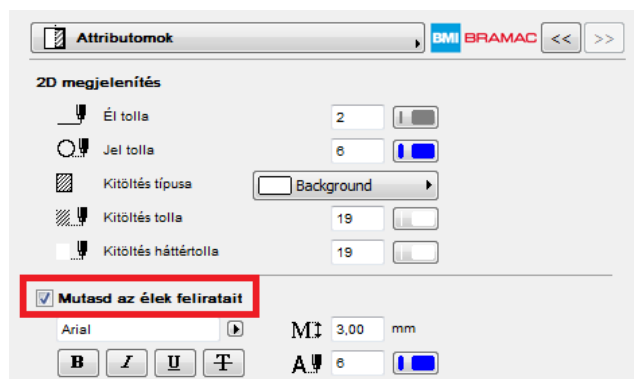 Attributomok BMI BRAMAC << >>
2D megjelenítés
Él tolla 2
Jel tolla 6
Kitöltés típusa Background
Kitöltés tolla 19
Kitöltés háttértolla 19
Mutasd az élek feliratait
Arial M 3,00 mm
B I U T A 6